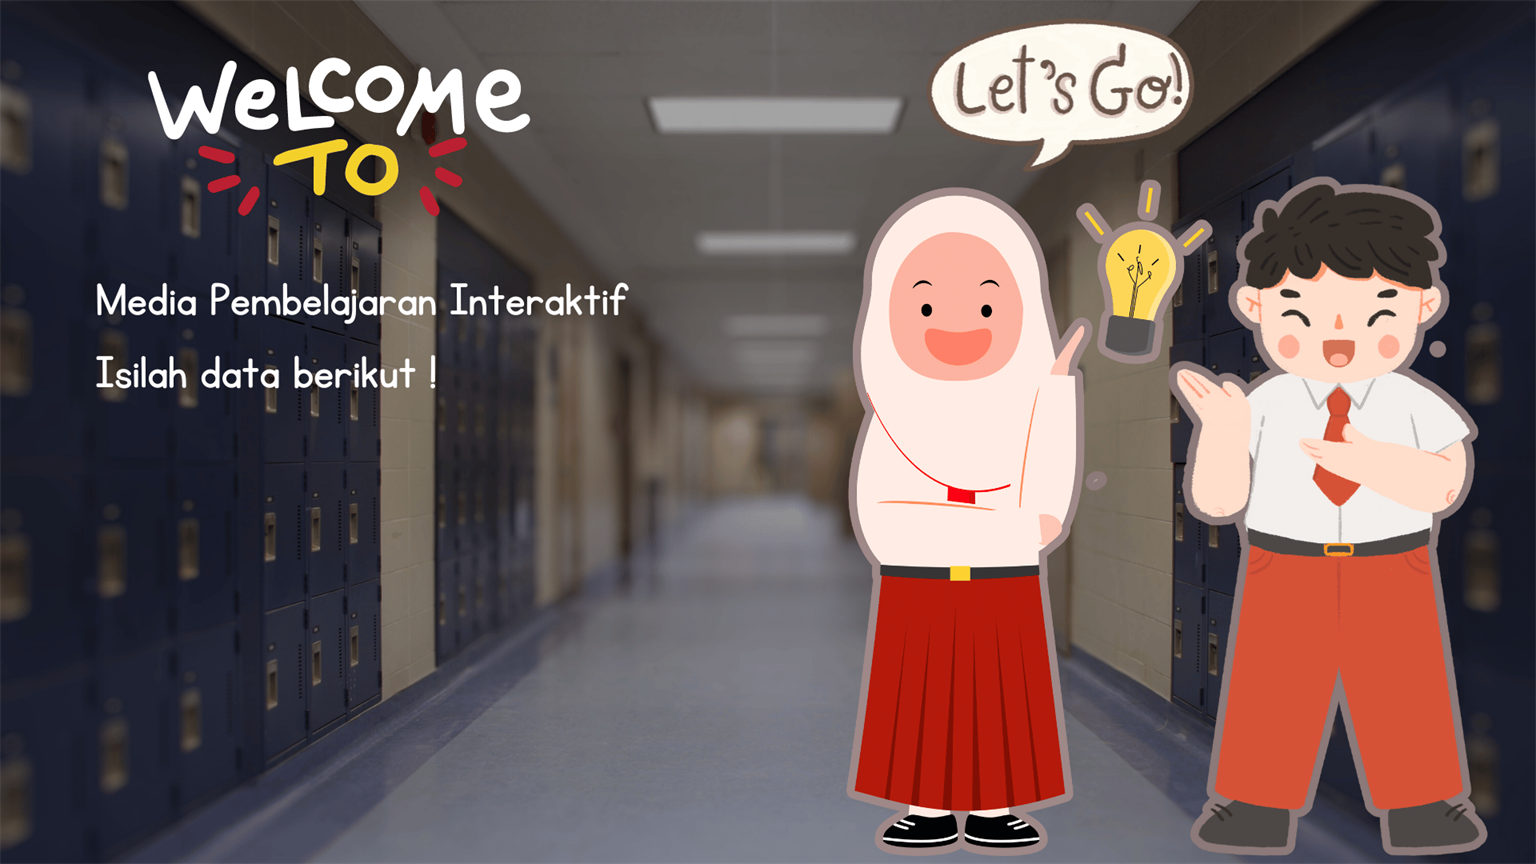 WeLCOMe
TO
Media Pembelajaran Interaktif
Isilah data berikut !
Let's Go!